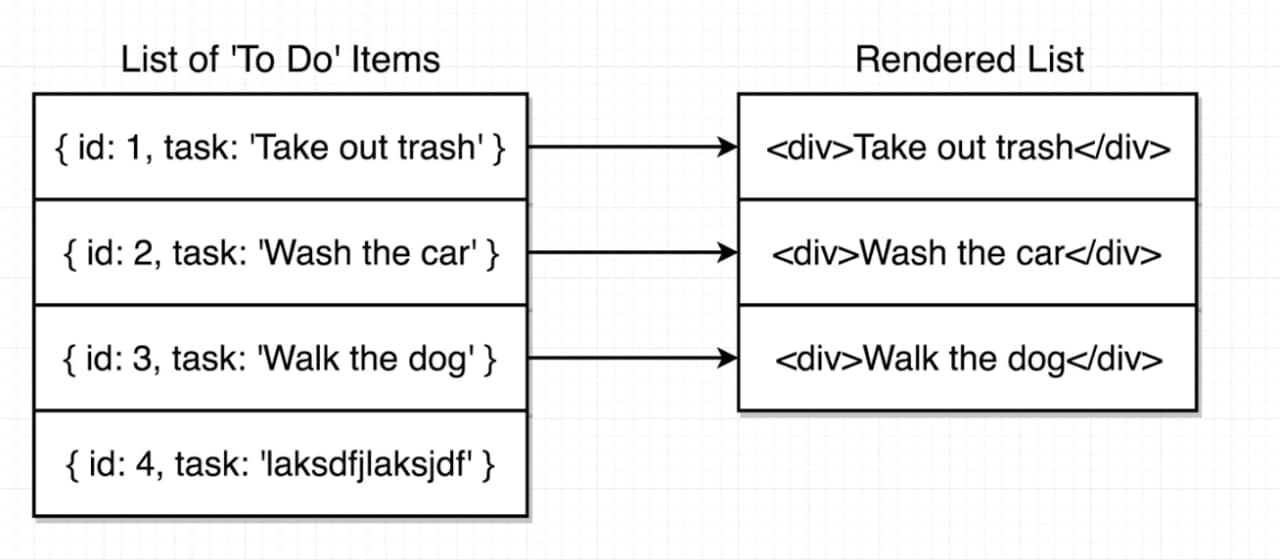 List of 'To Do' Items
{ id: 1, task: 'Take out trash' }
{ id: 2, task: 'Wash the car' }
{ id: 3, task: 'Walk the dog' }
{ id: 4, task: 'laksdfjlaksjdf' }
Rendered List
<div>Take out trash</div>
<div>Wash the car</div>
<div>Walk the dog</div>